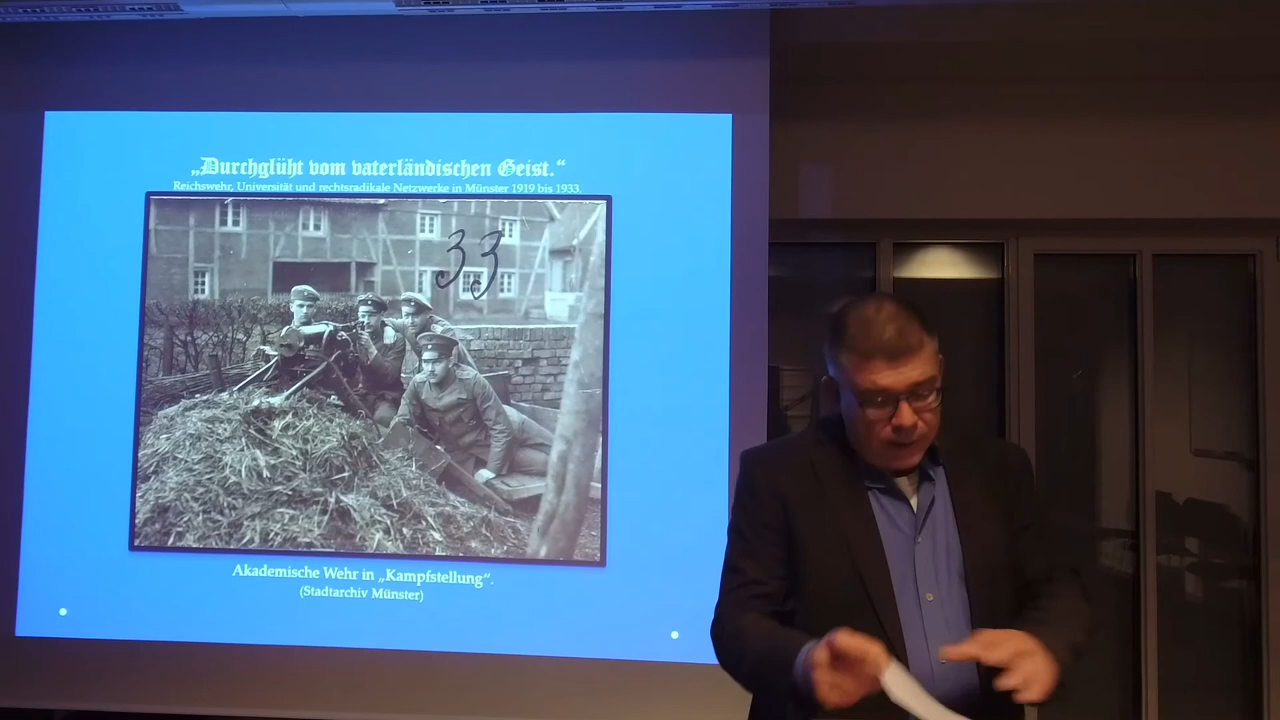 „Durchglüht vom vaterländischen Geist.“
Reichswehr, Universität und rechtsradikale Netzwerke in Münster 1919 bis 1933.
33
Akademische Wehr in „Kampfstellung“.
(Stadtarchiv Münster)